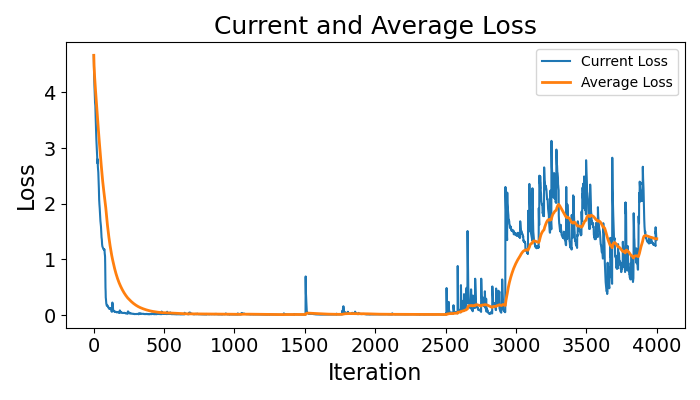 Current and Average Loss
Current Loss
Average Loss
Loss
4
3
2
1
0
0 500 1000 1500 2000 2500 3000 3500 4000
Iteration